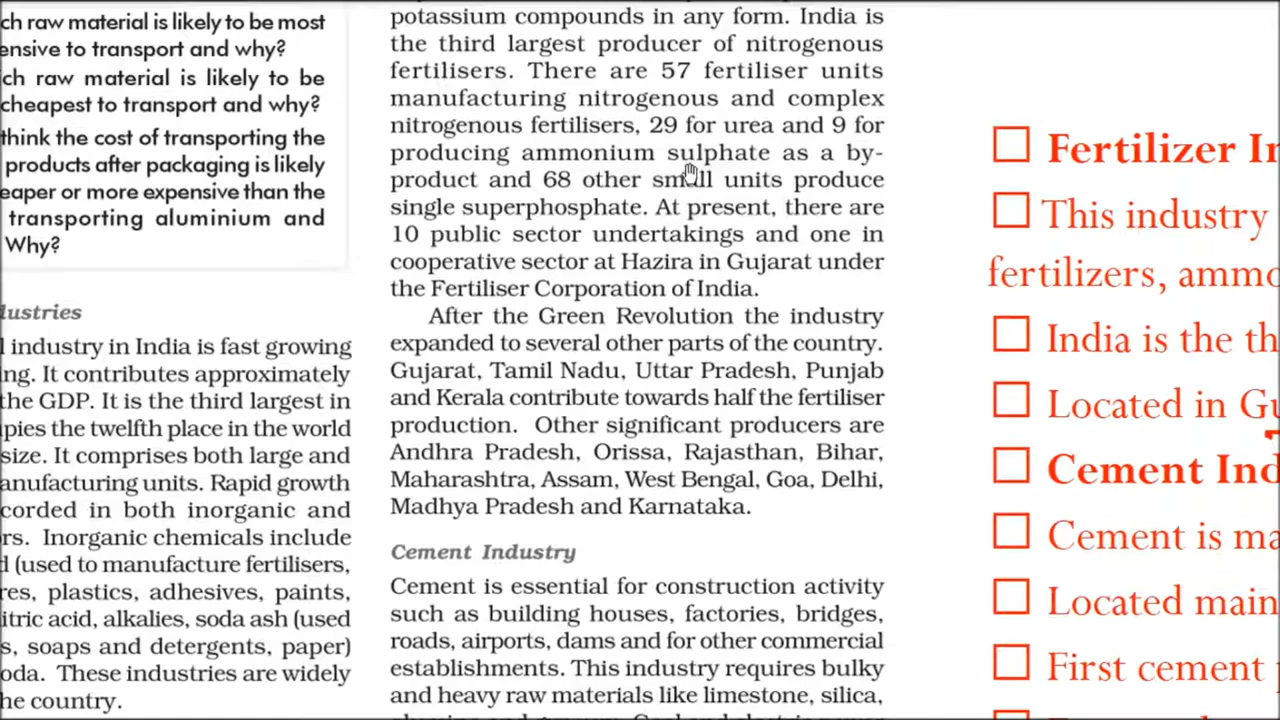 ch raw material is likely to be most
ensive to transport and why?
ch raw material is likely to be
cheapest to transport and why?
think the cost of transporting the
products after packaging is likely
eaper or more expensive than the
transporting aluminium and
Why?
dustries
l industry in India is fast growing
ng. It contributes approximately
the GDP. It is the third largest in
pies the twelfth place in the world
size. It comprises both large and
anufacturing units. Rapid growth
corded in both inorganic and
rs. Inorganic chemicals include
d (used to manufacture fertilisers,
res, plastics, adhesives, paints,
itric acid, alkalies, soda ash (used
s, soaps and detergents, paper)
oda. These industries are widely
he country.
potassium compounds in any form. India is
the third largest producer of nitrogenous
fertilisers. There are 57 fertiliser units
manufacturing nitrogenous and complex
nitrogenous fertilisers, 29 for urea and 9 for
producing ammonium sulphate as a by-
product and 68 other small units produce
single superphosphate. At present, there are
10 public sector undertakings and one in
cooperative sector at Hazira in Gujarat under
the Fertiliser Corporation of India.
After the Green Revolution the industry
expanded to several other parts of the country.
Gujarat, Tamil Nadu, Uttar Pradesh, Punjab
and Kerala contribute towards half the fertiliser
production. Other significant producers are
Andhra Pradesh, Orissa, Rajasthan, Bihar,
Maharashtra, Assam, West Bengal, Goa, Delhi,
Madhya Pradesh and Karnataka.
Cement Industry
Cement is essential for construction activity
such as building houses, factories, bridges,
roads, airports, dams and for other commercial
establishments. This industry requires bulky
and heavy raw materials like limestone, silica,
Fertilizer In
This industry
fertilizers, ammo
India is the th
Located in Gu
Cement Ind
Cement is ma
Located main
First cement